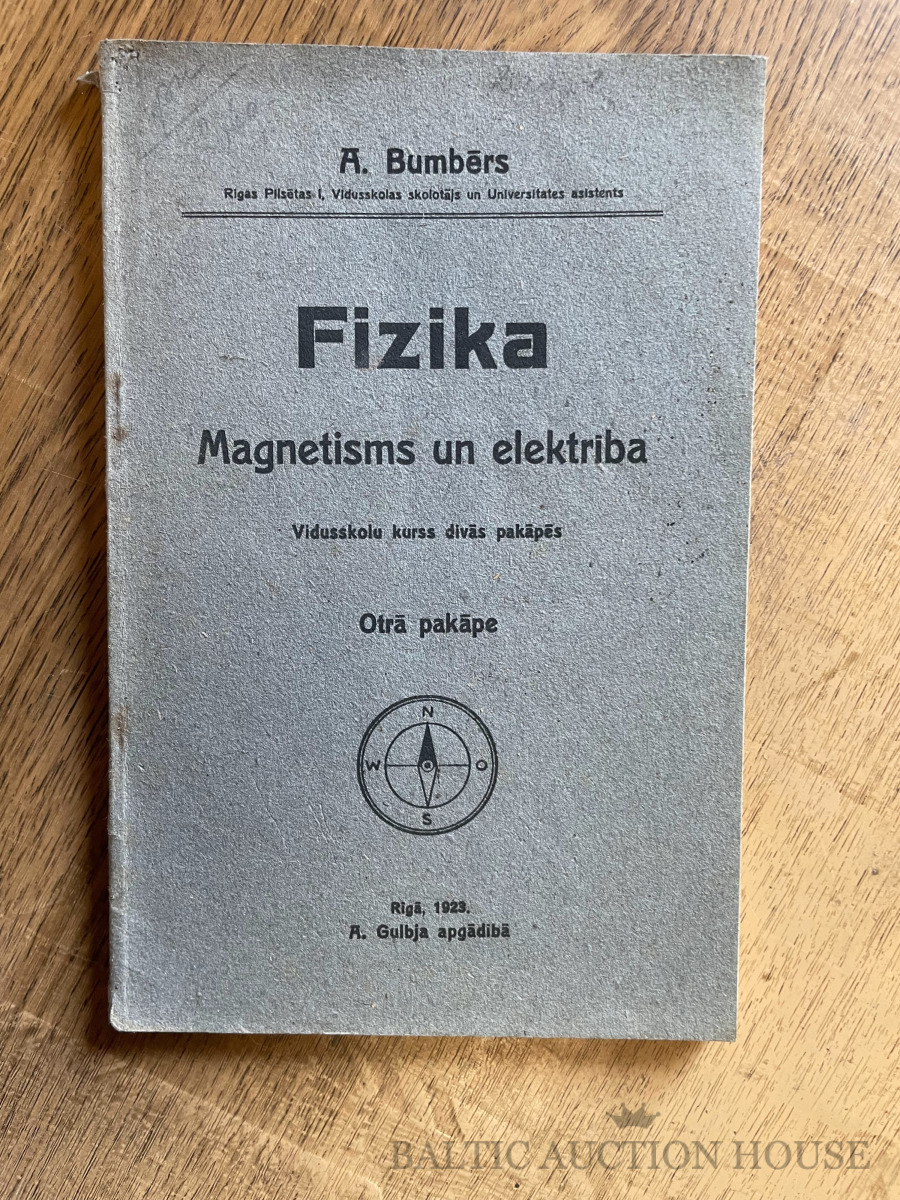 A. Bumbērs
Rīgas Pilsētas I. Vidusskolas skolotājs un Universitates asistents
Fizika
Magnetisms un elektrība
Vidusskolu kurss divās pakāpēs
Otrā pakāpe
N
W O
S
Rīgā, 1923.
A. Gulbja apgādībā
BALTIC AUCTION HOUSE